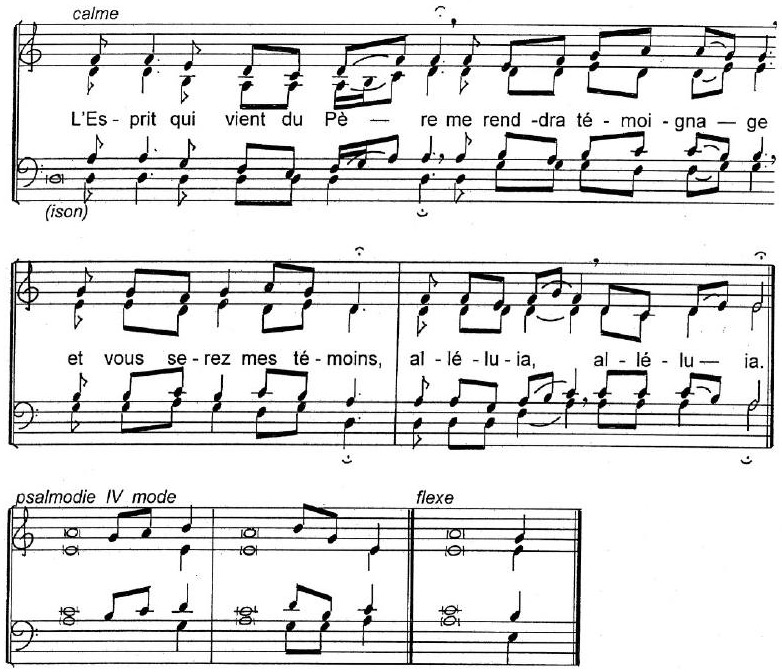 calme
L'Es - prit qui vient du Pè — re me rend -dra té - moi -gna — ge
(ison)
et vous se -rez mes té -moins, al -lé -lu -ia, al - lé - lu — ia.
psalmodie IV mode flexe